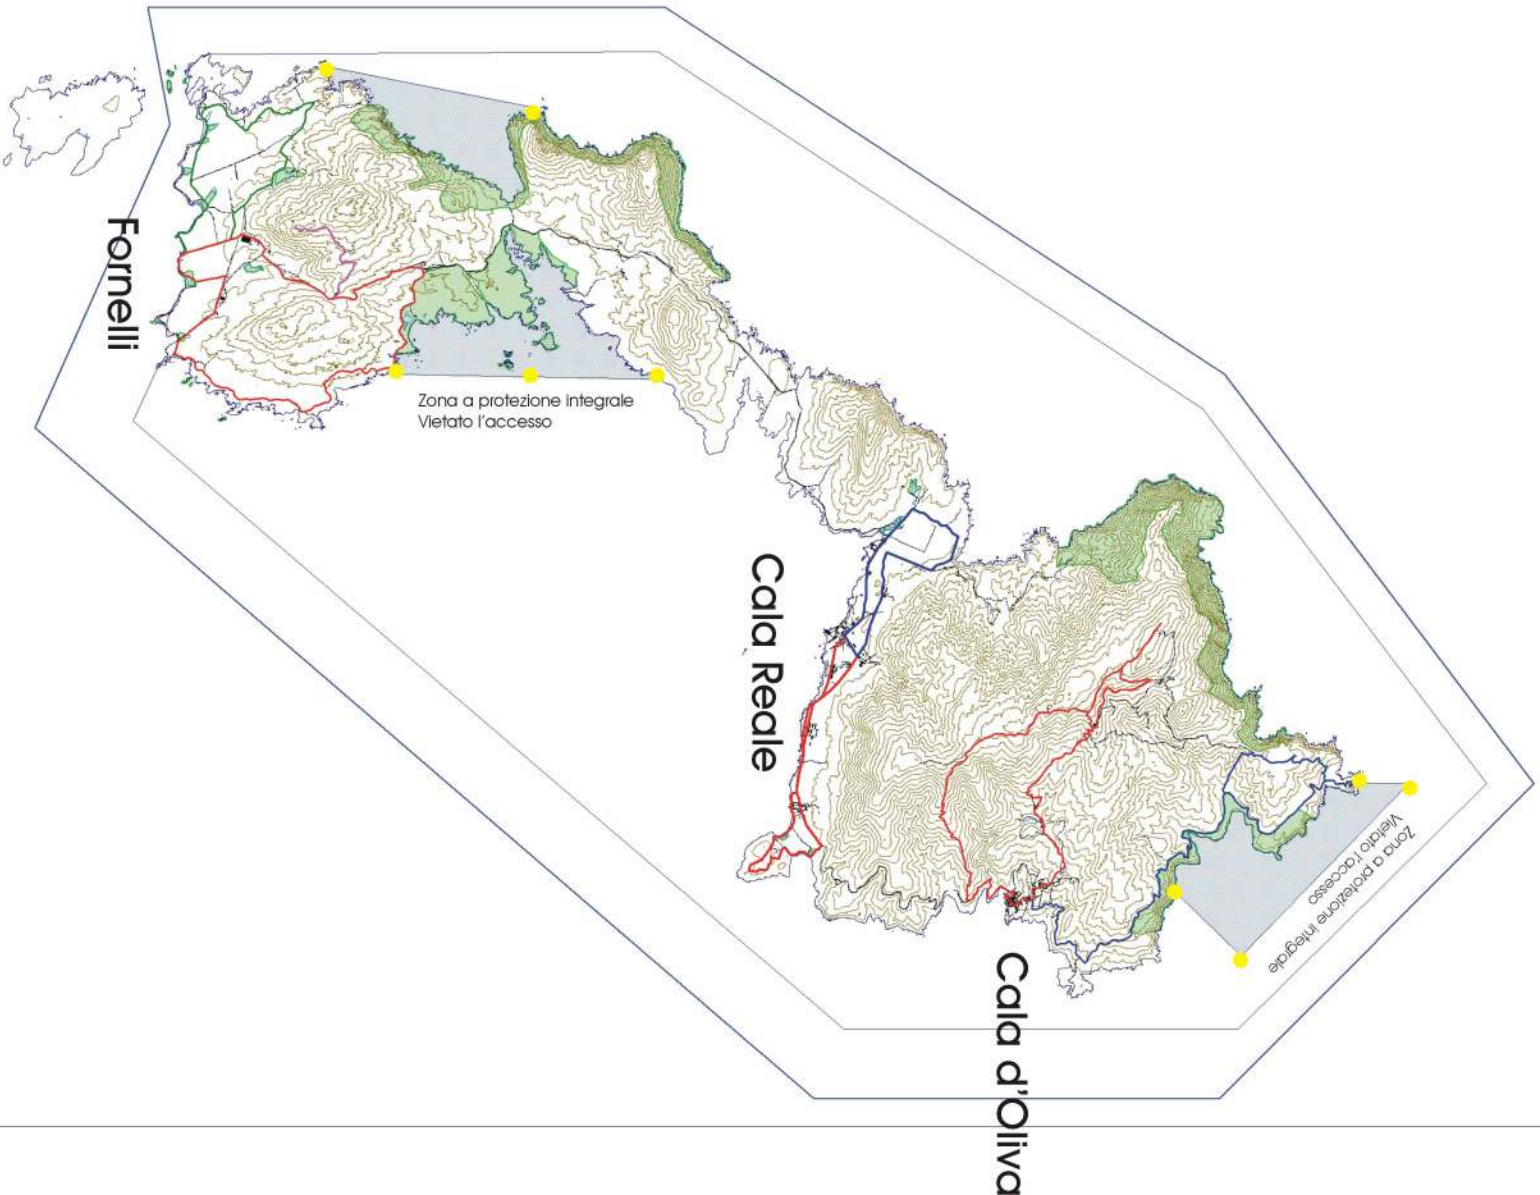 Fornelli
Zona a protezione integrale
Vietato l'accesso
Cala Reale
Cala d'Oliva
Zona a protezione integrale
Vietato l'accesso